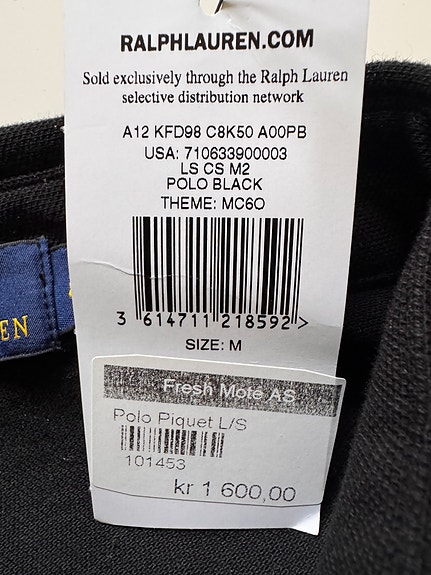 RALPHLAUREN.COM
Sold exclusively through the Ralph Lauren
selective distribution network
A12 KFD98 C8K50 A00PB
USA: 710633900003
LS CS M2
POLO BLACK
THEME: MC6O
3 614711 218592 >
SIZE: M
EN
Fresh Mote AS
Polo Piquet L/S
101453
kr 1 600,00